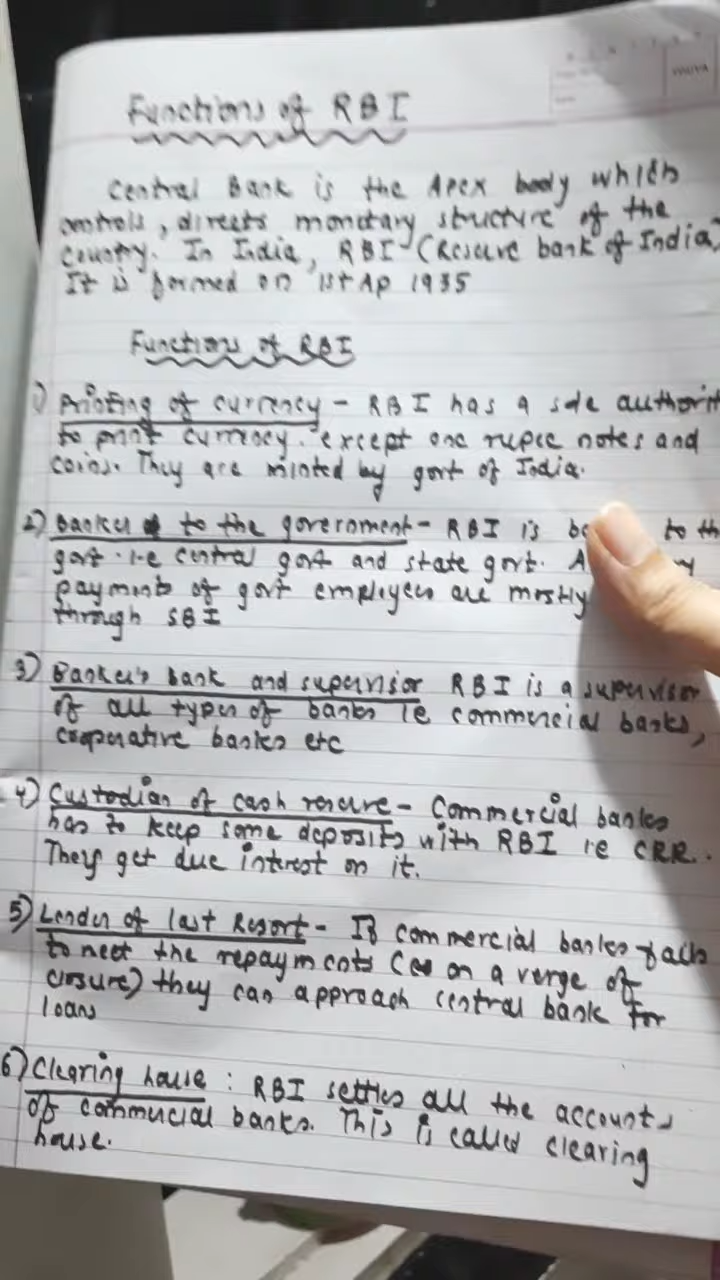 Functions of RBI
Central Bank is the Apex body which
controls, directs monetary structure of the
country. In India, RBI (Reserve bank of India)
It is formed on 1st Ap 1935
Functions of RBI
1) Printing of currency - RBI has a sole authorit
to print currency. except one rupee notes and
coins. They are minted by govt of India.
2) Banker to the government - RBI is to th
govt. i.e central govt and state govt.
payments of govt employees are mostly
through SBI
3) Banker's bank and supervisor RBI is a supervisor
of all types of banks ie commercial banks,
cooperative banks etc
4) Custodian of cash reserve - Commercial banks
has to keep some deposits with RBI ie CRR.
They get due interest on it.
5) Lender of last Resort - If commercial banks fails
to meet the repayments ( on a verge of
closure) they can approach central bank for
loans
6) Clearing house : RBI settles all the accounts
of commercial banks. This is called clearing
house.